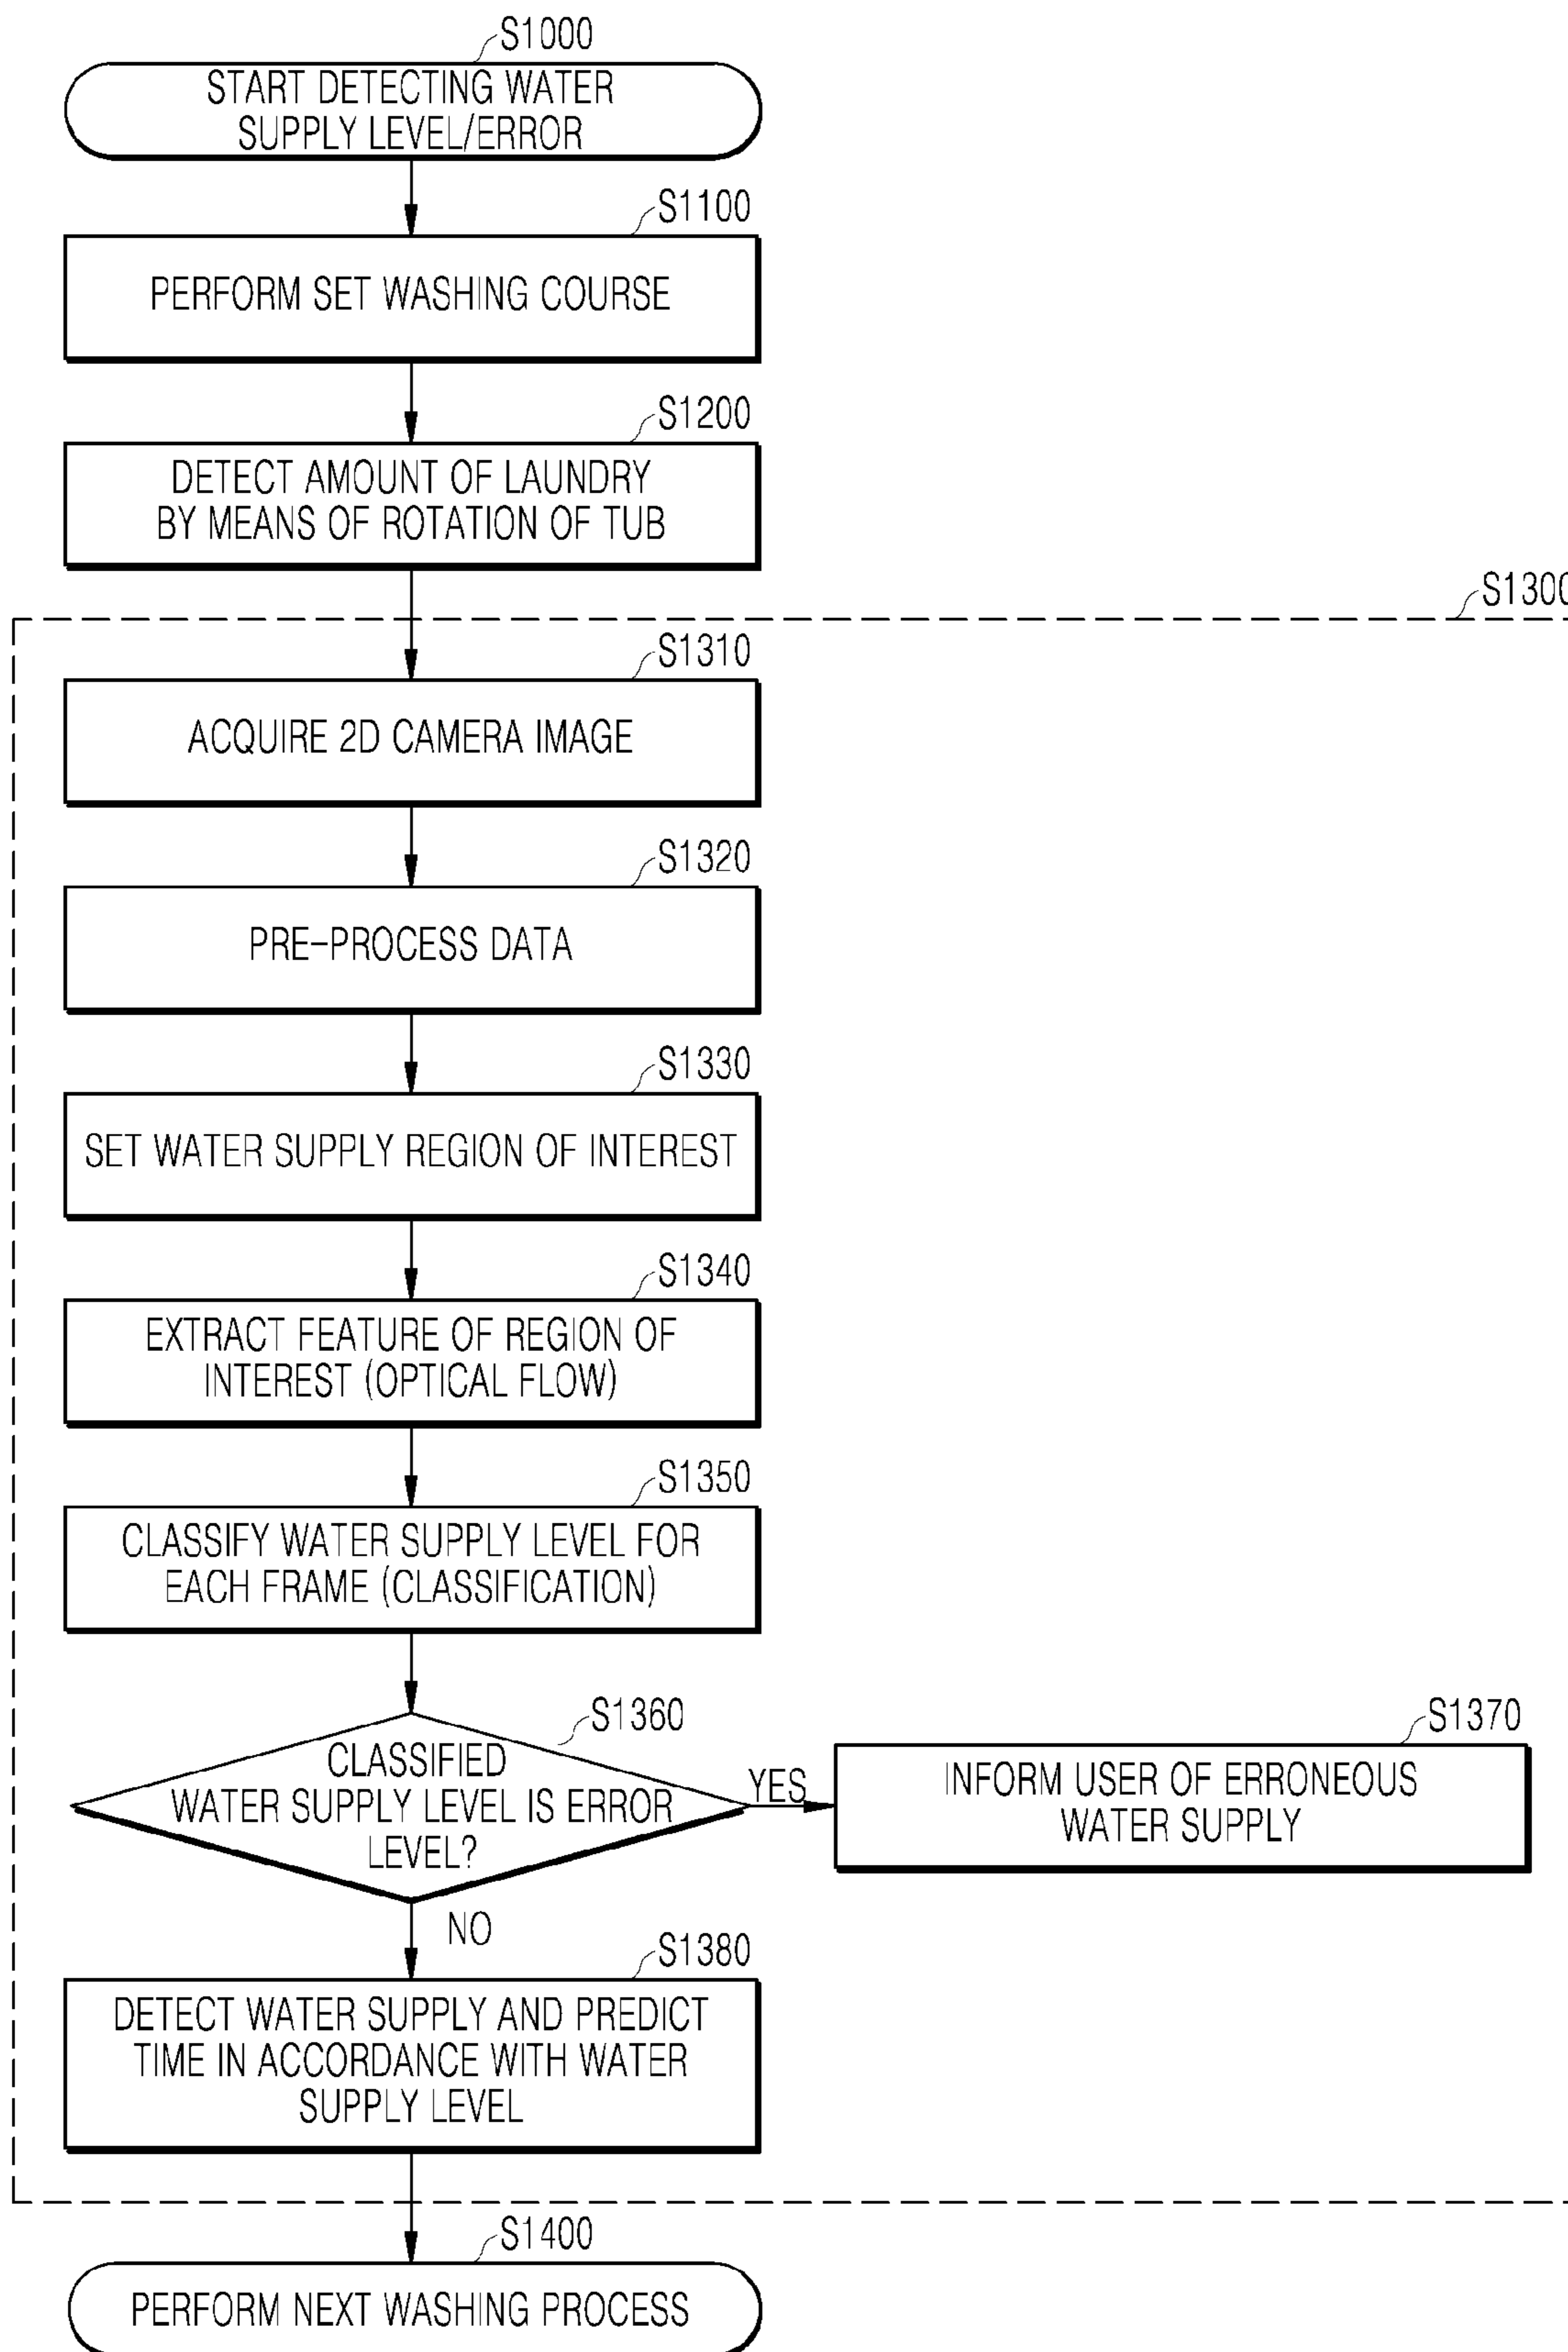 S1000
START DETECTING WATER
SUPPLY LEVEL/ERROR
S1100
PERFORM SET WASHING COURSE
S1200
DETECT AMOUNT OF LAUNDRY
BY MEANS OF ROTATION OF TUB
S1300
S1310
ACQUIRE 2D CAMERA IMAGE
S1320
PRE-PROCESS DATA
S1330
SET WATER SUPPLY REGION OF INTEREST
S1340
EXTRACT FEATURE OF REGION OF
INTEREST (OPTICAL FLOW)
S1350
CLASSIFY WATER SUPPLY LEVEL FOR
EACH FRAME (CLASSIFICATION)
S1360
CLASSIFIED
WATER SUPPLY LEVEL IS ERROR
LEVEL?
YES
S1370
INFORM USER OF ERRONEOUS
WATER SUPPLY
NO
S1380
DETECT WATER SUPPLY AND PREDICT
TIME IN ACCORDANCE WITH WATER
SUPPLY LEVEL
S1400
PERFORM NEXT WASHING PROCESS